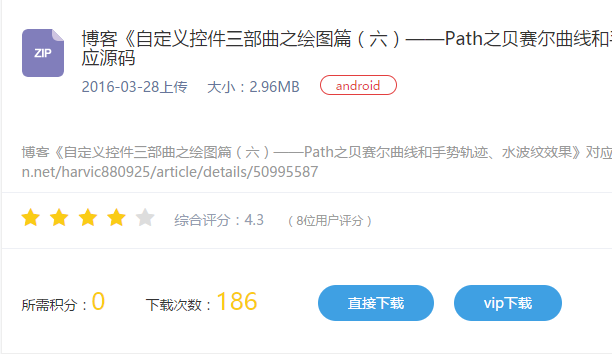 ZIP
博客《自定义控件三部曲之绘图篇（六）——Path之贝赛尔曲线和
应源码
2016-03-28上传 大小：2.96MB android
博客《自定义控件三部曲之绘图篇（六）——Path之贝赛尔曲线和手势轨迹、水波纹效果》对应
n.net/harvic880925/article/details/50995587
综合评分：4.3 （8位用户评分）
所需积分：0 下载次数：186 直接下载 vip下载